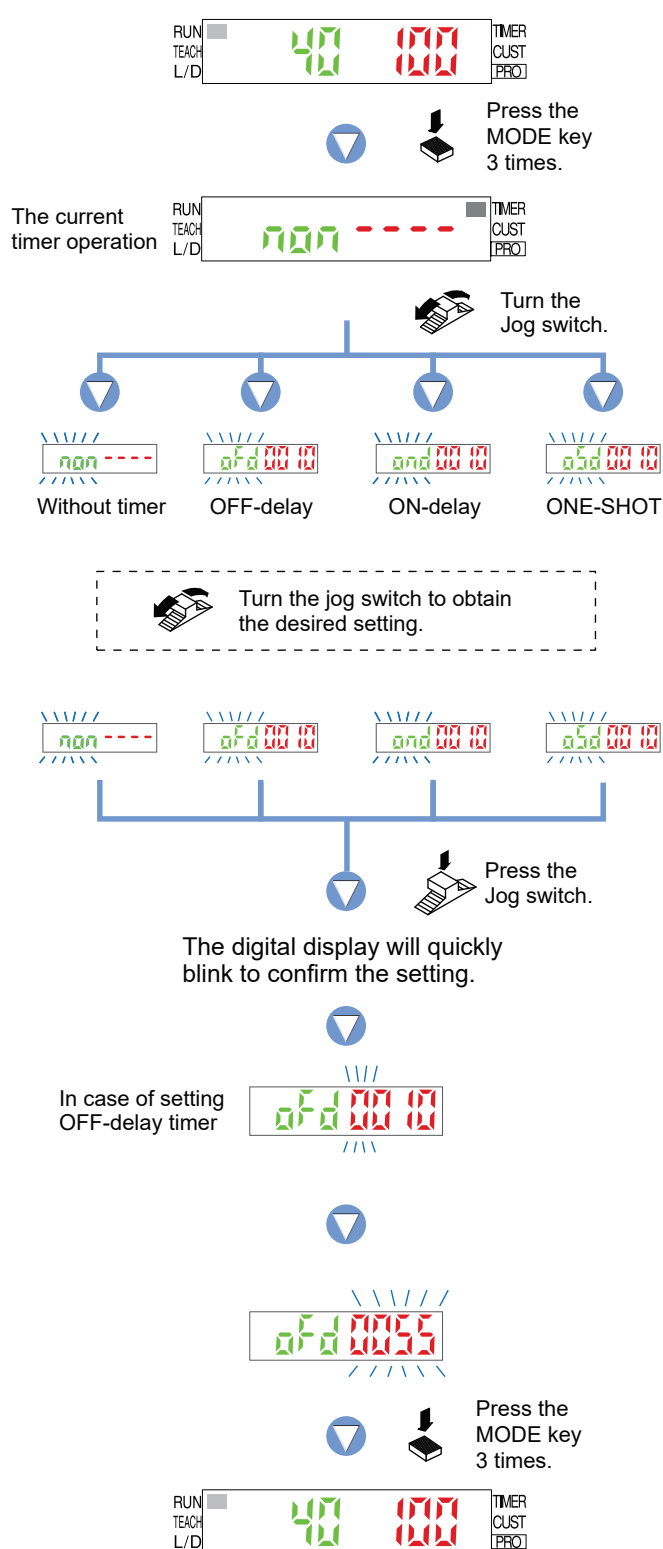 RUN 40 100 TIMER
TEACH CUST
L/D PRO
Press the
MODE key
3 times.
The current
timer operation
RUN TIMER
TEACH non ---- CUST
L/D PRO
Turn the
Jog switch.
non ---- ofd 0010 ond 0010 oSd 0010
Without timer OFF-delay ON-delay ONE-SHOT
Turn the jog switch to obtain
the desired setting.
non ---- ofd 0010 ond 0010 oSd 0010
Press the
Jog switch.
The digital display will quickly
blink to confirm the setting.
In case of setting
OFF-delay timer
oFd 0010
oFd 0055
Press the
MODE key
3 times.
RUN 40 100 TIMER
TEACH CUST
L/D PRO